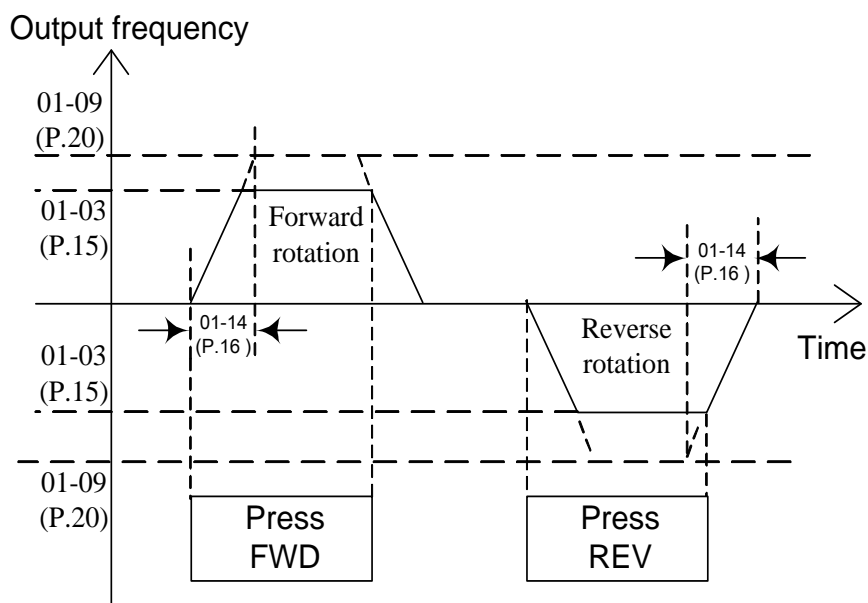 Output frequency
01-09
(P.20)
01-03
(P.15)
Forward
rotation
01-14
(P.16 )
01-14
(P.16 )
Time
01-03
(P.15)
Reverse
rotation
01-09
(P.20)
Press
FWD
Press
REV